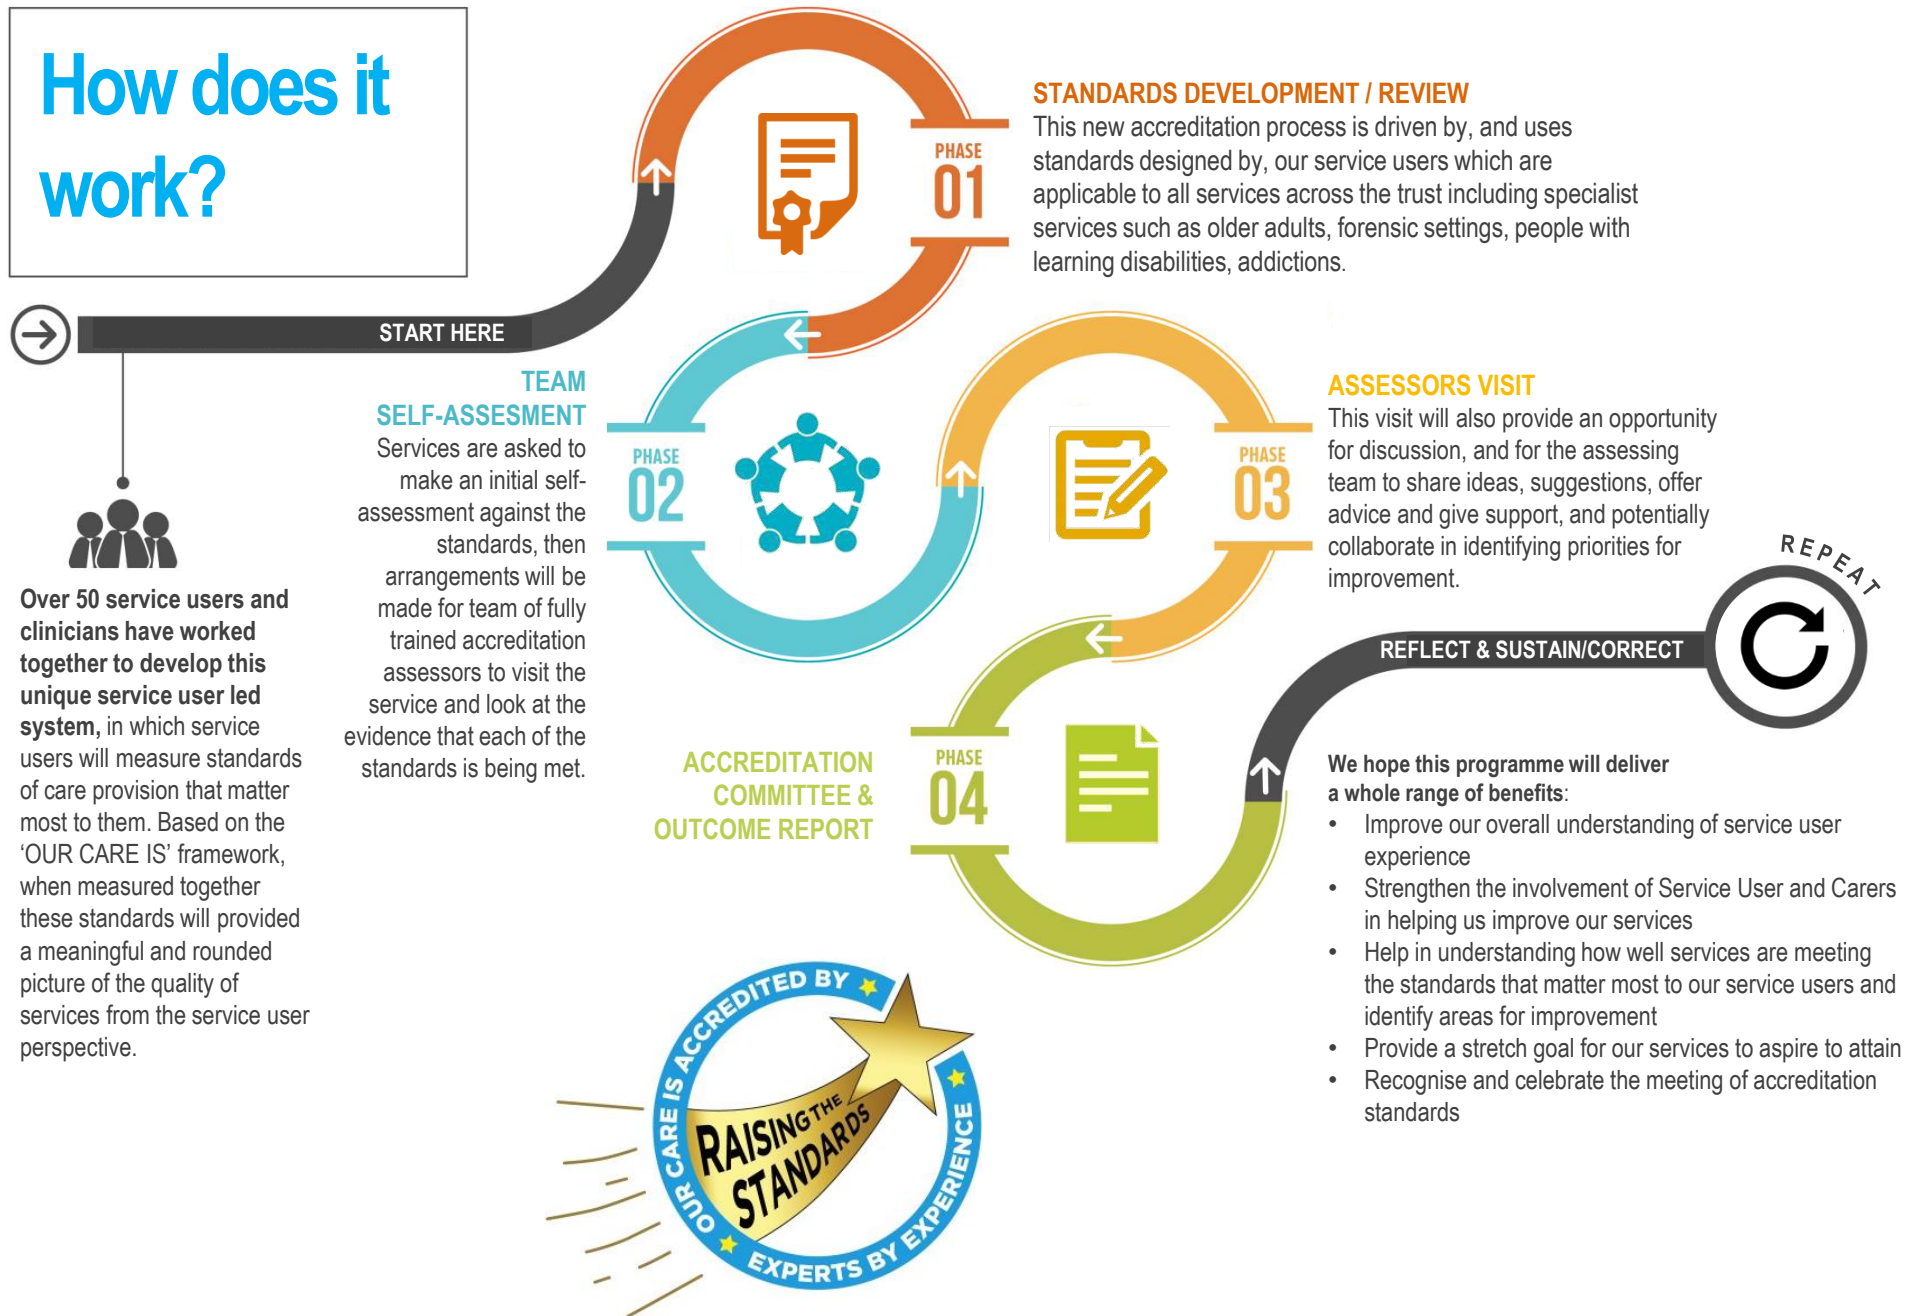 How does it
work?
START HERE
Over 50 service users and
clinicians have worked
together to develop this
unique service user led
system, in which service
users will measure standards
of care provision that matter
most to them. Based on the
‘OUR CARE IS’ framework,
when measured together
these standards will provided
a meaningful and rounded
picture of the quality of
services from the service user
perspective.
PHASE
01
STANDARDS DEVELOPMENT / REVIEW
This new accreditation process is driven by, and uses
standards designed by, our service users which are
applicable to all services across the trust including specialist
services such as older adults, forensic settings, people with
learning disabilities, addictions.
TEAM
SELF-ASSESMENT
Services are asked to
make an initial self-
assessment against the
standards, then
arrangements will be
made for team of fully
trained accreditation
assessors to visit the
service and look at the
evidence that each of the
standards is being met.
PHASE
02
PHASE
03
ASSESSORS VISIT
This visit will also provide an opportunity
for discussion, and for the assessing
team to share ideas, suggestions, offer
advice and give support, and potentially
collaborate in identifying priorities for
improvement.
ACCREDITATION
COMMITTEE &
OUTCOME REPORT
PHASE
04
REFLECT & SUSTAIN/CORRECT
REPEAT
We hope this programme will deliver
a whole range of benefits:
• Improve our overall understanding of service user
experience
• Strengthen the involvement of Service User and Carers
in helping us improve our services
• Help in understanding how well services are meeting
the standards that matter most to our service users and
identify areas for improvement
• Provide a stretch goal for our services to aspire to attain
• Recognise and celebrate the meeting of accreditation
standards
OUR CARE IS ACCREDITED BY
EXPERTS BY EXPERIENCE
RAISING THE
STANDARDS